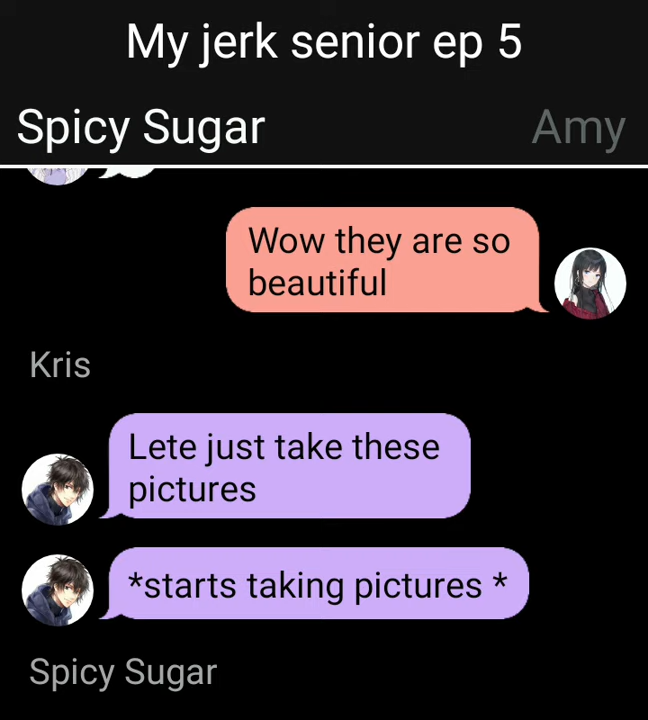 My jerk senior ep 5
Spicy Sugar
Amy
Wow they are so
beautiful
Kris
Lete just take these
pictures
*starts taking pictures *
Spicy Sugar